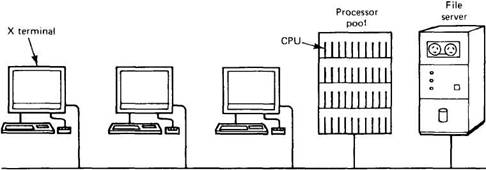 Processor
pool
File
server
X terminal
CPU